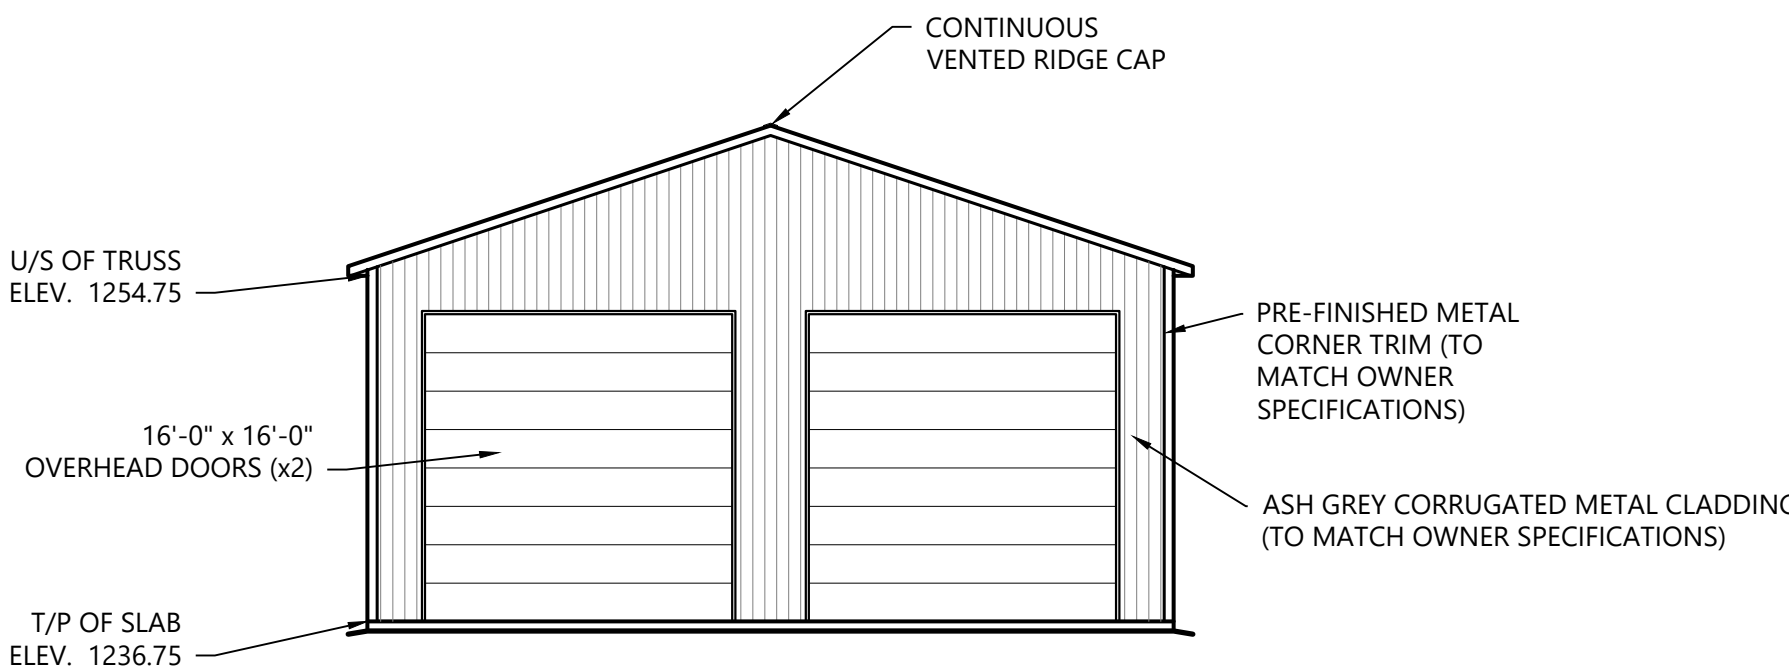 CONTINUOUS
VENTED RIDGE CAP
U/S OF TRUSS
ELEV. 1254.75
PRE-FINISHED METAL
CORNER TRIM (TO
MATCH OWNER
SPECIFICATIONS)
16'-0" x 16'-0"
OVERHEAD DOORS (x2)
ASH GREY CORRUGATED METAL CLADDING
(TO MATCH OWNER SPECIFICATIONS)
T/P OF SLAB
ELEV. 1236.75